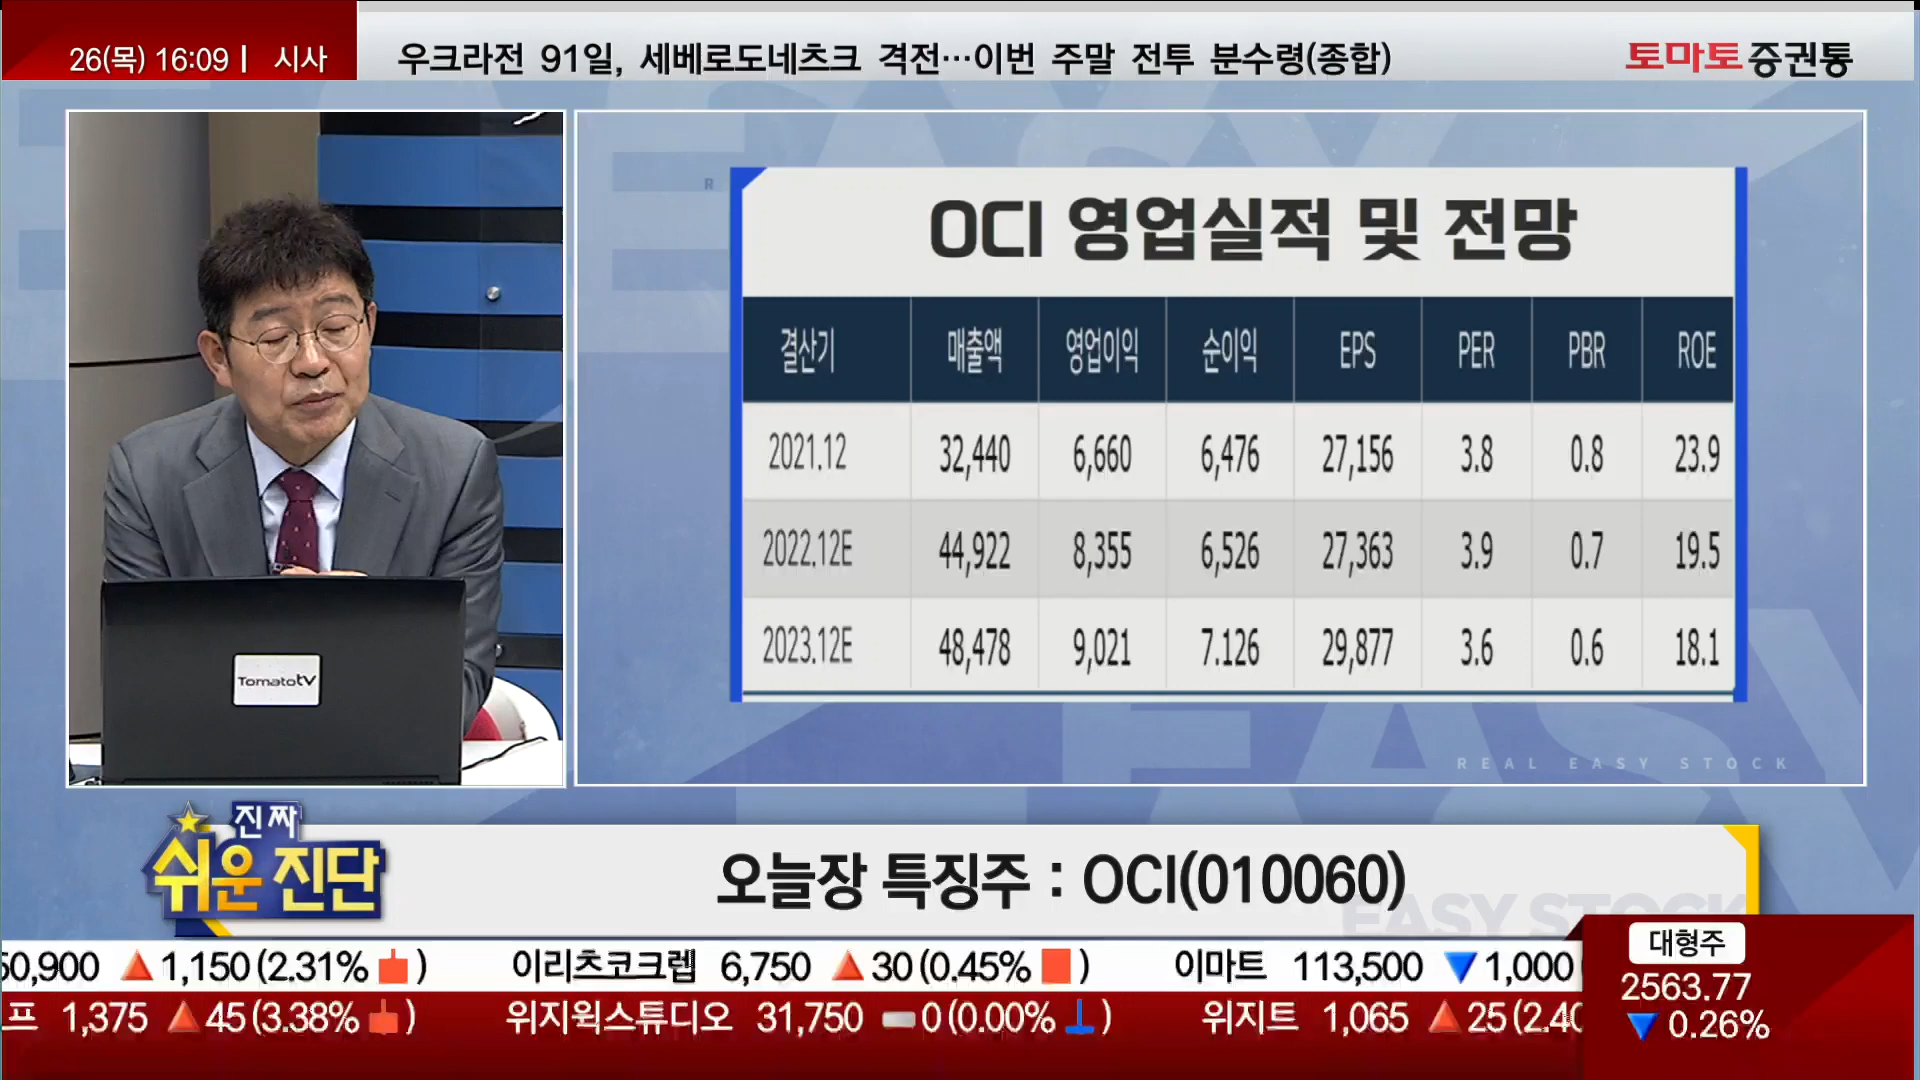 26(목) 16:09 | 시사
우크라전 91일, 세베로도네츠크 격전…이번 주말 전투 분수령(종합)
토마토증권통
R
OCI 영업실적 및 전망
결산기 매출액 영업이익 순이익 EPS PER PBR ROE
2021.12 32,440 6,660 6,476 27,156 3.8 0.8 23.9
2022.12E 44,922 8,355 6,526 27,363 3.9 0.7 19.5
2023.12E 48,478 9,021 7.126 29,877 3.6 0.6 18.1
TomatoTV
REAL EASY STOCK
진짜
쉬운 진단
오늘장 특징주 : OCI(010060)
EASY STOCK
50,900 ▲1,150(2.31% ) 이리츠코크렙 6,750 ▲30(0.45% ) 이마트 113,500 ▼1,000
프 1,375 ▲45(3.38% ) 위지윅스튜디오 31,750 0(0.00% ) 위지트 1,065 ▲25(2.40
대형주
2563.77
▼ 0.26%